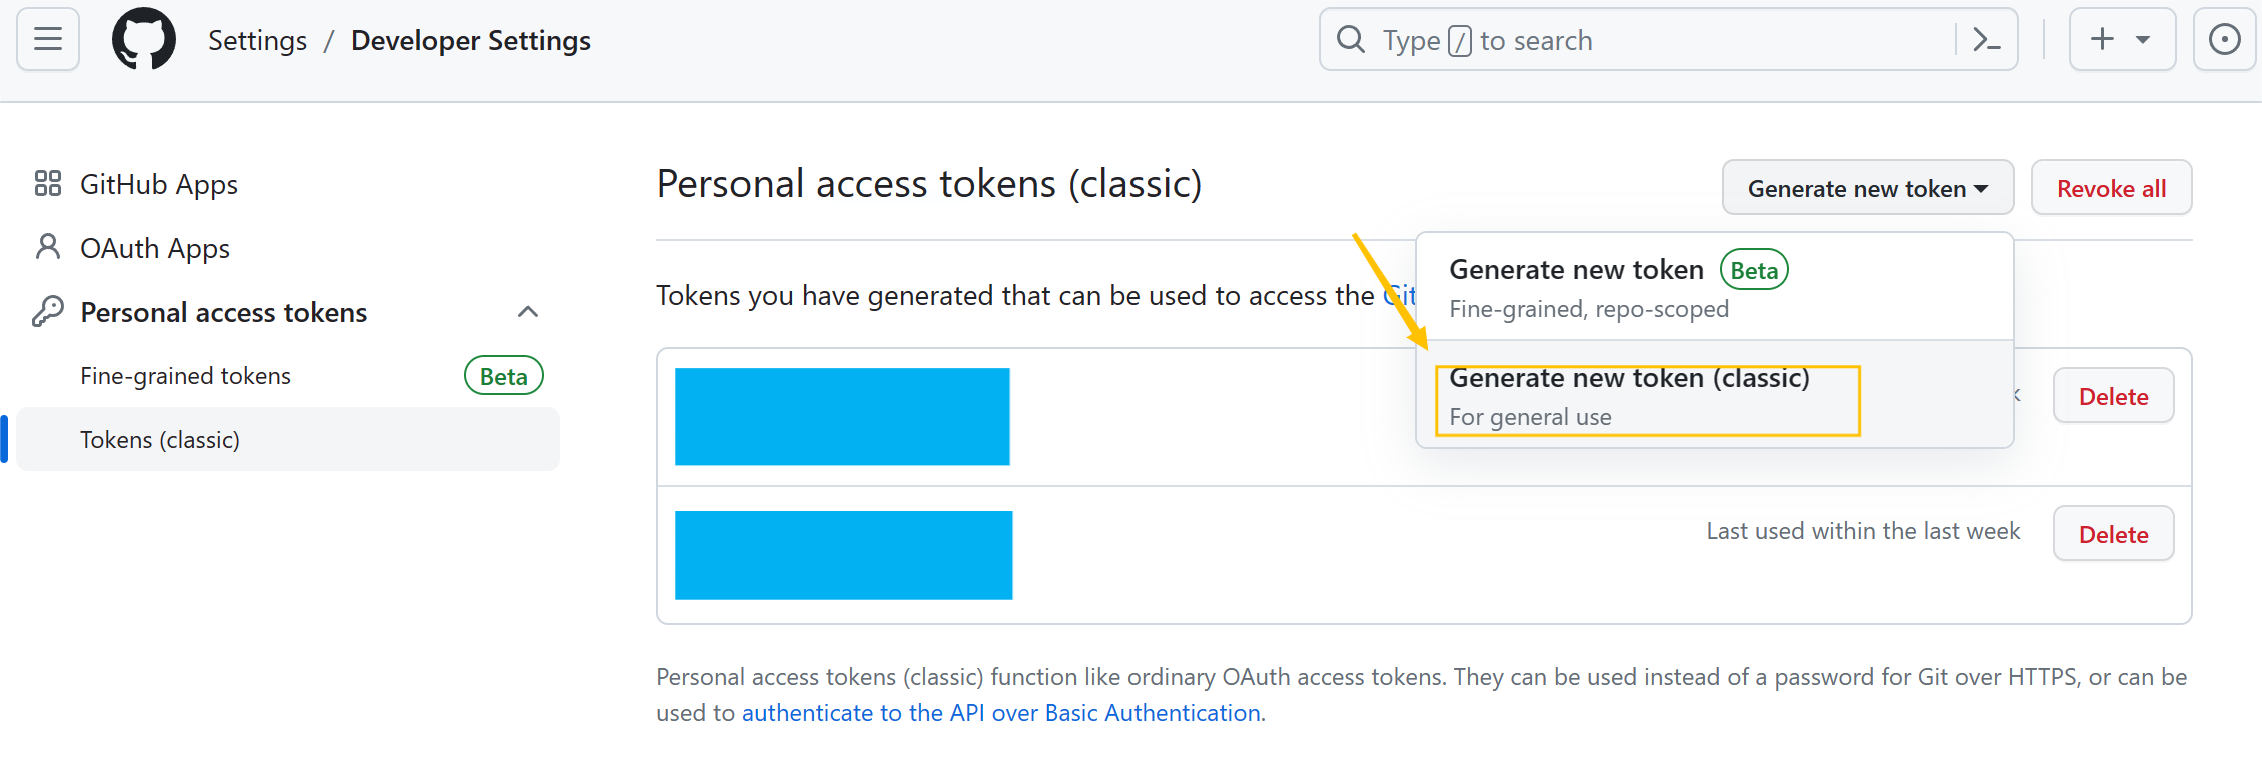 Settings / Developer Settings
Type / to search
GitHub Apps
OAuth Apps
Personal access tokens
Fine-grained tokens Beta
Tokens (classic)
Personal access tokens (classic)
Generate new token
Revoke all
Generate new token Beta
Fine-grained, repo-scoped
Generate new token (classic)
For general use
Tokens you have generated that can be used to access the Git
Delete
Last used within the last week
Delete
Personal access tokens (classic) function like ordinary OAuth access tokens. They can be used instead of a password for Git over HTTPS, or can be
used to authenticate to the API over Basic Authentication.